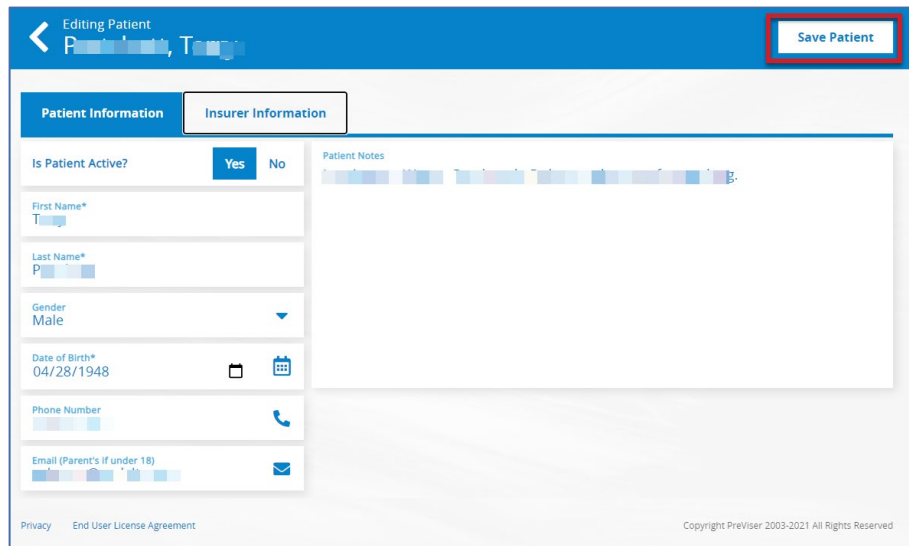 Editing Patient
Save Patient
Patient Information
Insurer Information
Is Patient Active?
Yes
No
First Name*
Last Name*
Gender
Male
Date of Birth*
04/28/1948
Phone Number
Email (Parent's if under 18)
Patient Notes
Privacy
End User License Agreement
Copyright PreViser 2003-2021 All Rights Reserved